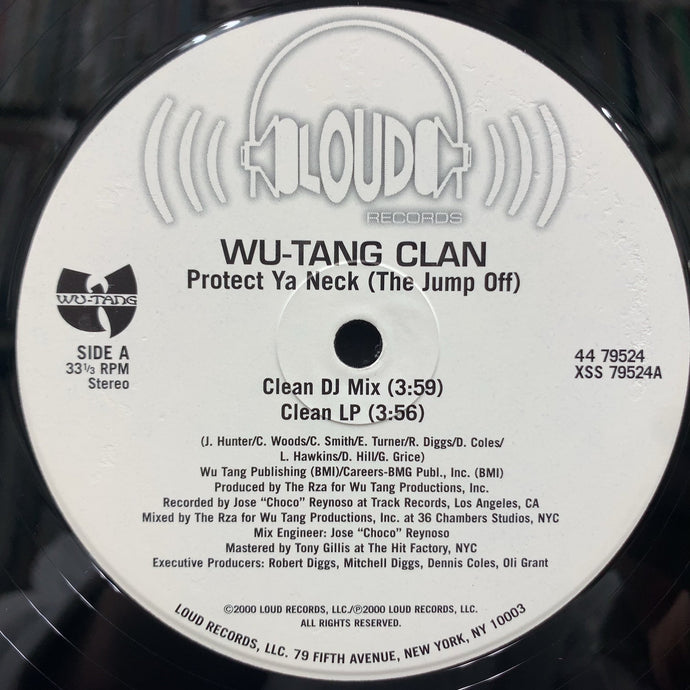 LOUD
RECORDS
WU-TANG CLAN
Protect Ya Neck (The Jump Off)
WU-TANG
SIDE A
33 1/3 RPM
Stereo
44 79524
XSS 79524A
Clean DJ Mix (3:59)
Clean LP (3:56)
(J. Hunter/C. Woods/C. Smith/E. Turner/R. Diggs/D. Coles/
L. Hawkins/D. Hill/G. Grice)
Wu Tang Publishing (BMI)/Careers-BMG Publ., Inc. (BMI)
Produced by The Rza for Wu Tang Productions, Inc.
Recorded by Jose “Choco” Reynoso at Track Records, Los Angeles, CA
Mixed by The Rza for Wu Tang Productions, Inc. at 36 Chambers Studios, NYC
Mix Engineer: Jose “Choco” Reynoso
Mastered by Tony Gillis at The Hit Factory, NYC
Executive Producers: Robert Diggs, Mitchell Diggs, Dennis Coles, Oli Grant
©2000 LOUD RECORDS, LLC./℗2000 LOUD RECORDS, LLC.
ALL RIGHTS RESERVED.
LOUD RECORDS, LLC. 79 FIFTH AVENUE, NEW YORK, NY 10003